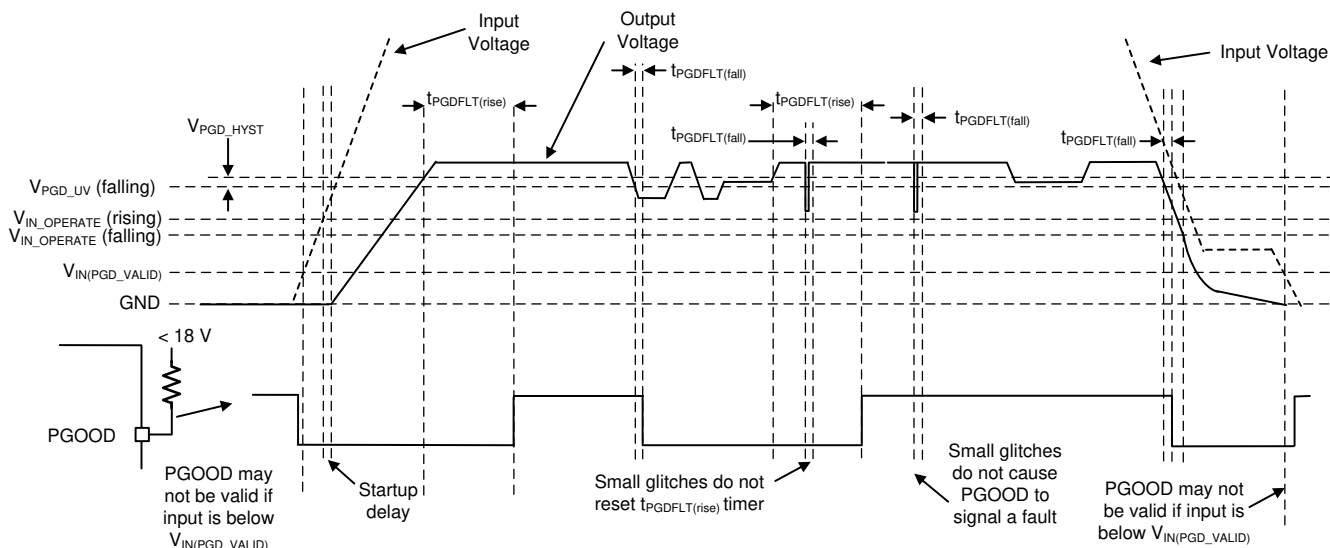 Input
Voltage
Output
Voltage
Input Voltage
tPGDFLT(fall)
tPGDFLT(rise)
tPGDFLT(rise)
tPGDFLT(fall)
tPGDFLT(fall)
tPGDFLT(fall)
VPGD_HYST
VPGD_UV (falling)
VIN_OPERATE (rising)
VIN_OPERATE (falling)
VIN(PGD_VALID)
GND
< 18 V
PGOOD
PGOOD may
not be valid if
input is below
VIN(PGD_VALID)
Startup
delay
Small glitches do not
reset tPGDFLT(rise) timer
Small glitches
do not cause
PGOOD to
signal a fault
PGOOD may not
be valid if input is
below VIN(PGD_VALID)